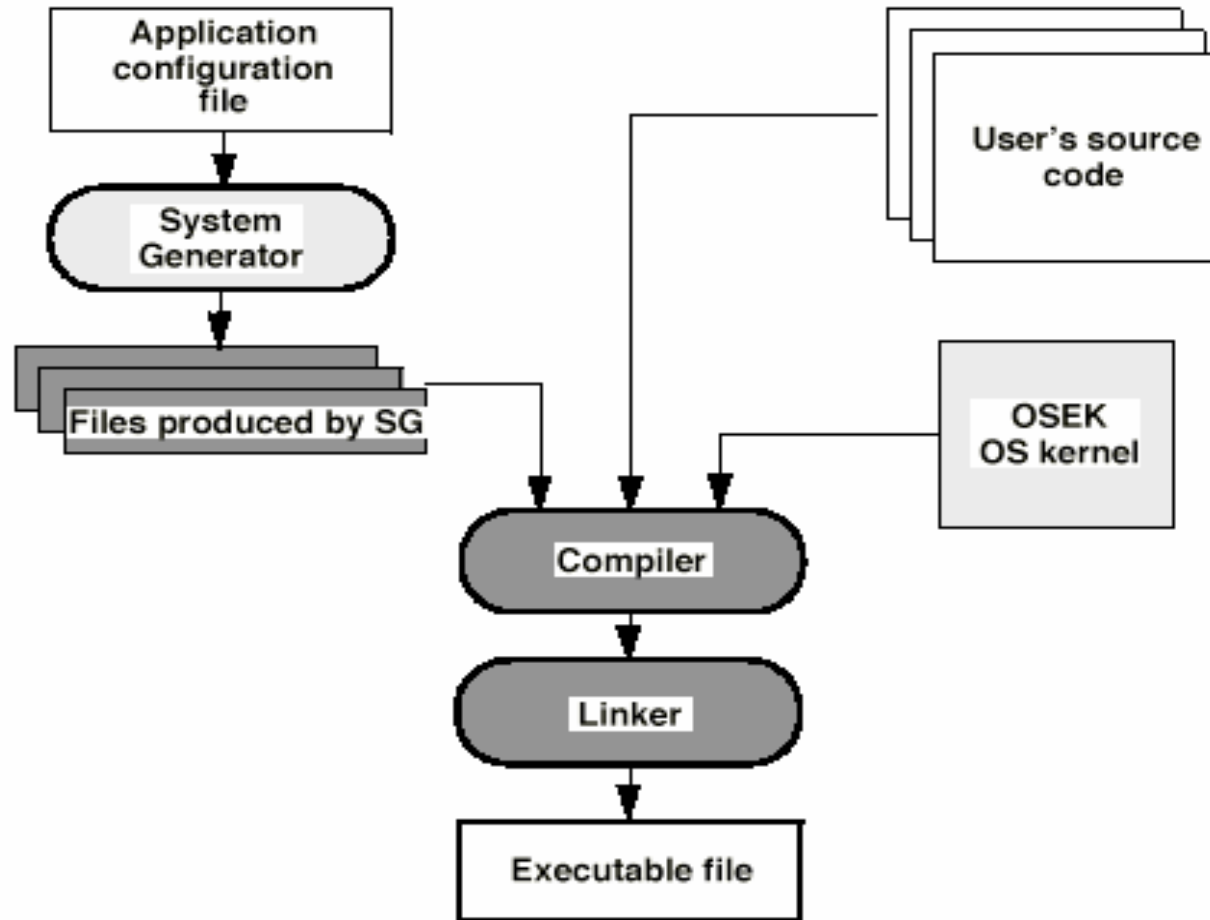 Application
configuration
file
User's source
code
System
Generator
Files produced by SG
OSEK
OS kernel
Compiler
Linker
Executable file